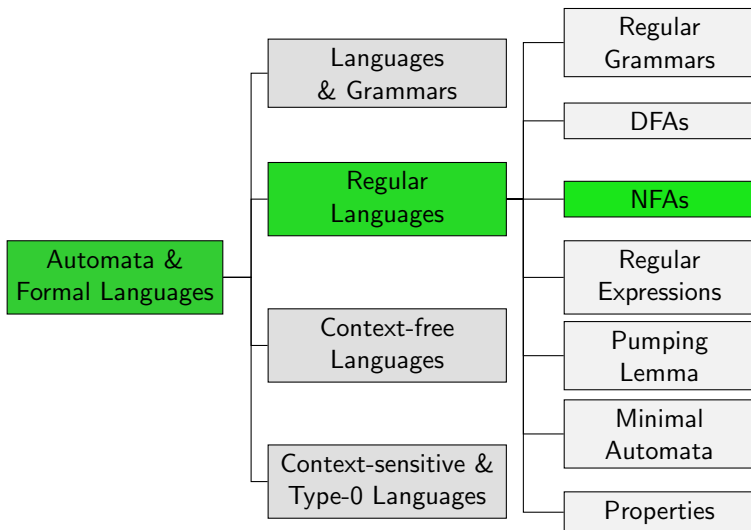 Automata &
Formal Languages
Languages
& Grammars
Regular
Languages
Context-free
Languages
Context-sensitive &
Type-0 Languages
Regular
Grammars
DFAs
NFAs
Regular
Expressions
Pumping
Lemma
Minimal
Automata
Properties